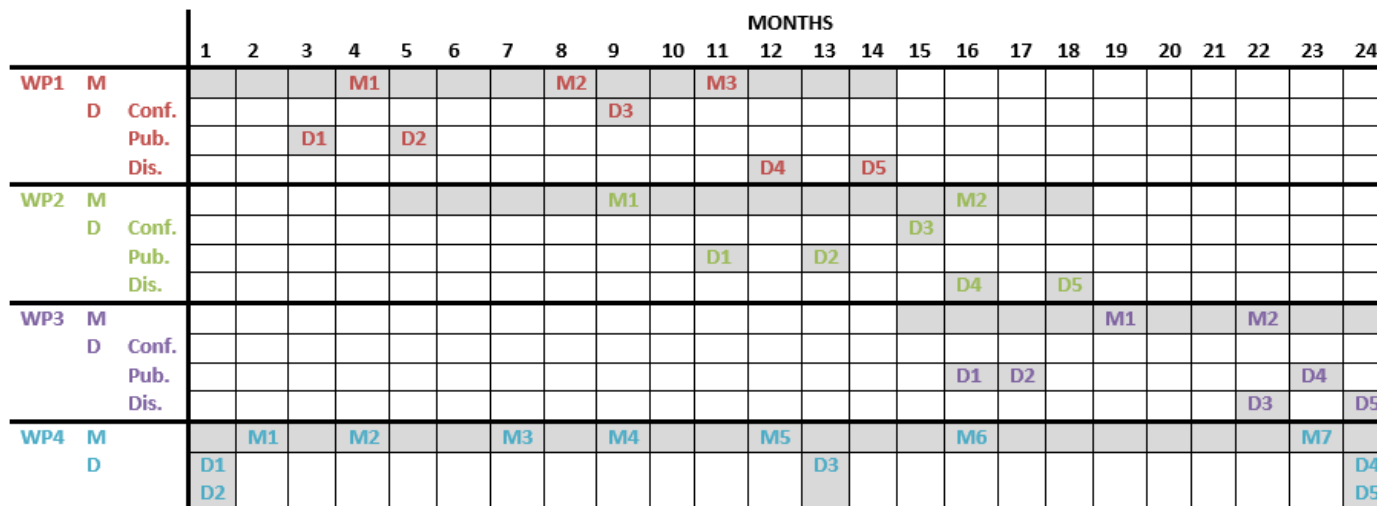 MONTHS
1 2 3 4 5 6 7 8 9 10 11 12 13 14 15 16 17 18 19 20 21 22 23 24
WP1 M M1 M2 M3
D Conf. D3
Pub. D1 D2
Dis. D4 D5
WP2 M M1 M2
D Conf. D3
Pub. D1 D2
Dis. D4 D5
WP3 M M1 M2
D Conf.
Pub. D1 D2 D4
Dis. D3 D5
WP4 M M1 M2 M3 M4 M5 M6 M7
D D1 D3 D4
D2 D5